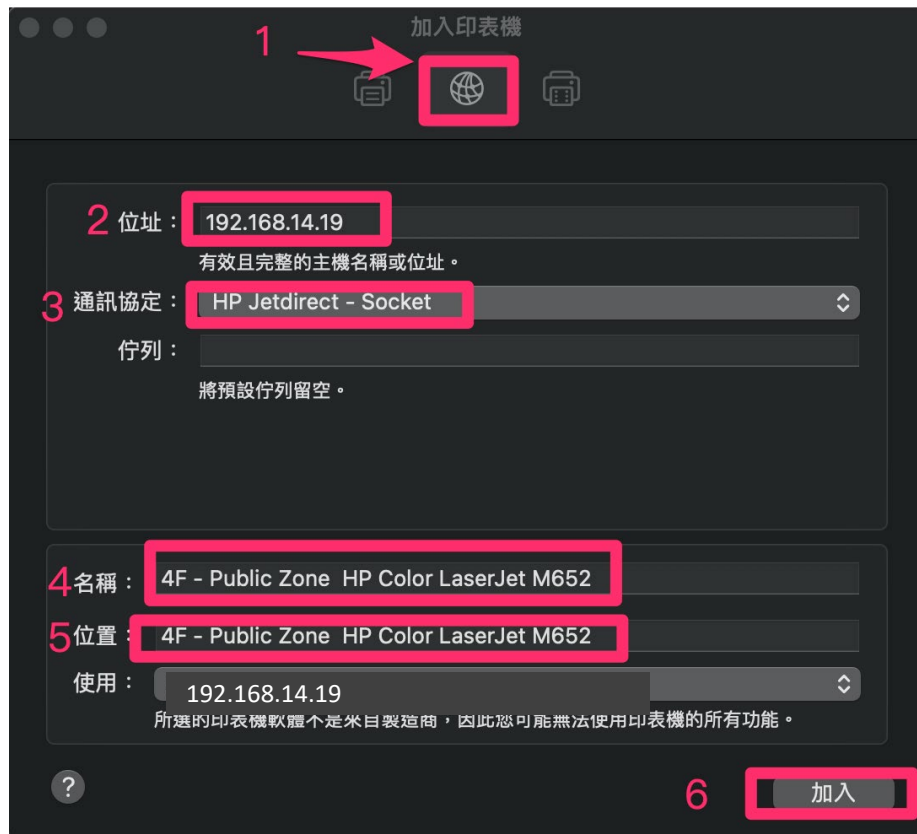 加入印表機
1
2 位址： 192.168.14.19
有效且完整的主機名稱或位址。
3 通訊協定： HP Jetdirect - Socket
佇列：
將預設佇列留空。
4 名稱： 4F - Public Zone HP Color LaserJet M652
5 位置： 4F - Public Zone HP Color LaserJet M652
使用： 192.168.14.19
所選的印表機軟體不是來自製造商，因此您可能無法使用印表機的所有功能。
? 6 加入